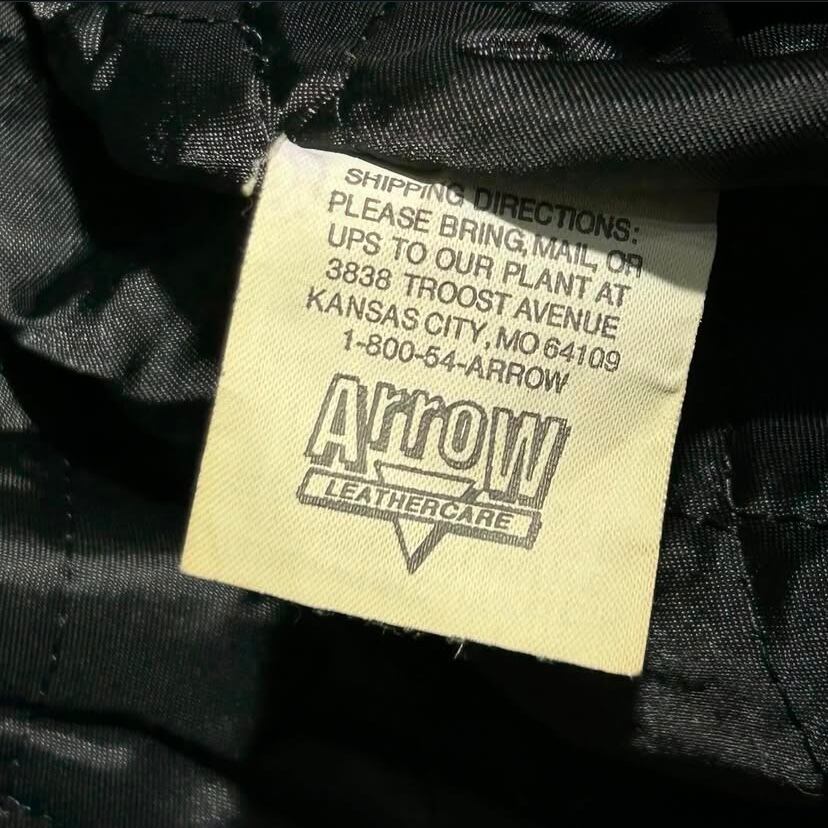 SHIPPING DIRECTIONS:
PLEASE BRING, MAIL, OR
UPS TO OUR PLANT AT
3838 TROOST AVENUE
KANSAS CITY, MO 64109
1-800-54-ARROW
Arrow
LEATHERCARE